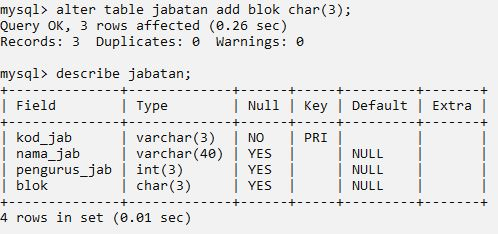 mysql> alter table jabatan add blok char(3);
Query OK, 3 rows affected (0.26 sec)
Records: 3  Duplicates: 0  Warnings: 0

mysql> describe jabatan;
+--------------+-------------+------+-----+---------+-------+
| Field        | Type        | Null | Key | Default | Extra |
+--------------+-------------+------+-----+---------+-------+
| kod_jab      | varchar(3)  | NO   | PRI |         |       |
| nama_jab     | varchar(40) | YES  |     | NULL    |       |
| pengurus_jab | int(3)      | YES  |     | NULL    |       |
| blok         | char(3)     | YES  |     | NULL    |       |
+--------------+-------------+------+-----+---------+-------+
4 rows in set (0.01 sec)